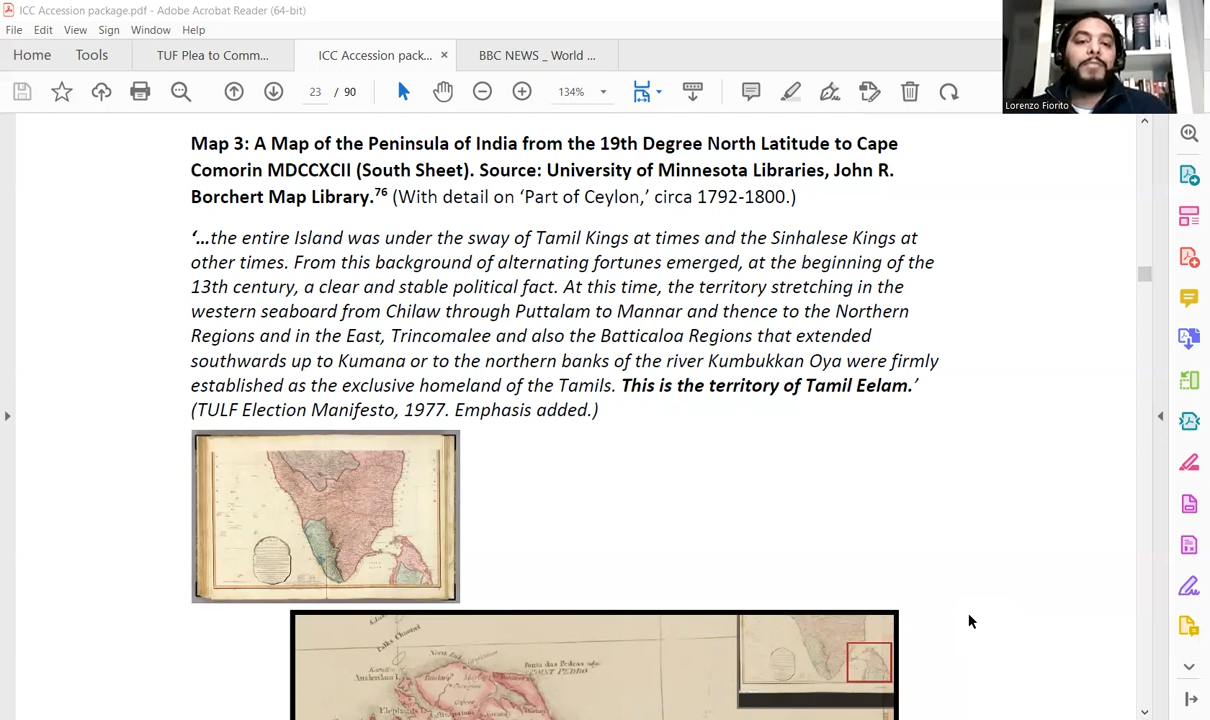 ICC Accession package.pdf - Adobe Acrobat Reader (64-bit)
File Edit View Sign Window Help
Home Tools TUF Plea to Comm... ICC Accession pack... × BBC NEWS _ World ...
23 / 90 134%
Lorenzo Fiorito
Map 3: A Map of the Peninsula of India from the 19th Degree North Latitude to Cape
Comorin MDCCXCII (South Sheet). Source: University of Minnesota Libraries, John R.
Borchert Map Library.⁷⁶ (With detail on ‘Part of Ceylon,’ circa 1792-1800.)
‘…the entire Island was under the sway of Tamil Kings at times and the Sinhalese Kings at
other times. From this background of alternating fortunes emerged, at the beginning of the
13th century, a clear and stable political fact. At this time, the territory stretching in the
western seaboard from Chilaw through Puttalam to Mannar and thence to the Northern
Regions and in the East, Trincomalee and also the Batticaloa Regions that extended
southwards up to Kumana or to the northern banks of the river Kumbukkan Oya were firmly
established as the exclusive homeland of the Tamils. This is the territory of Tamil Eelam.’
(TULF Election Manifesto, 1977. Emphasis added.)
Palks Channel
Ponta das Pedras
POINT PEDRO
Amsterdam I.